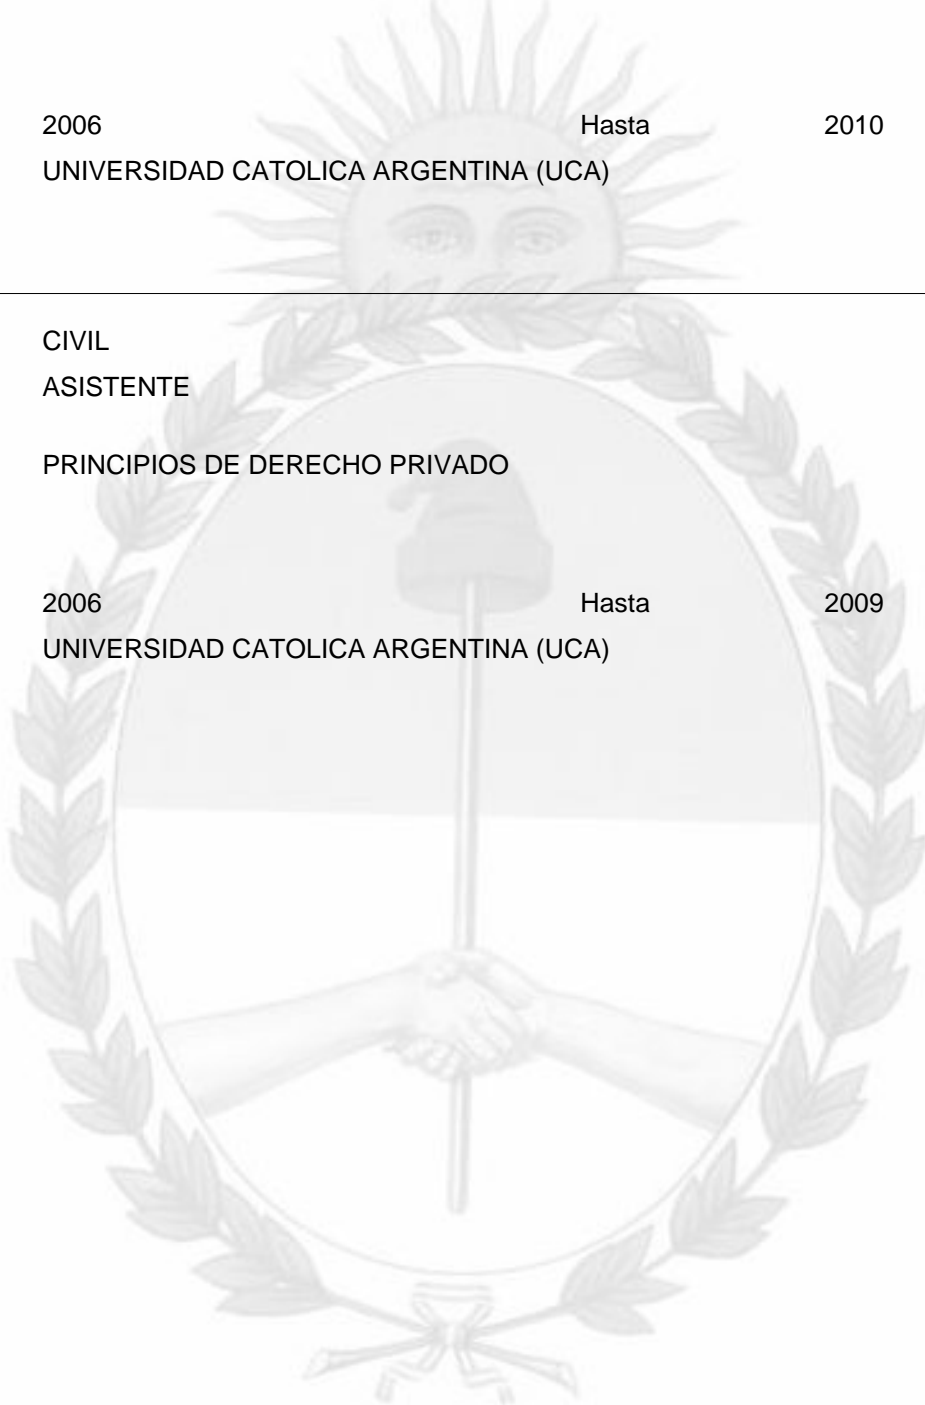 2006 Hasta 2010
UNIVERSIDAD CATOLICA ARGENTINA (UCA)
CIVIL
ASISTENTE
PRINCIPIOS DE DERECHO PRIVADO
2006 Hasta 2009
UNIVERSIDAD CATOLICA ARGENTINA (UCA)